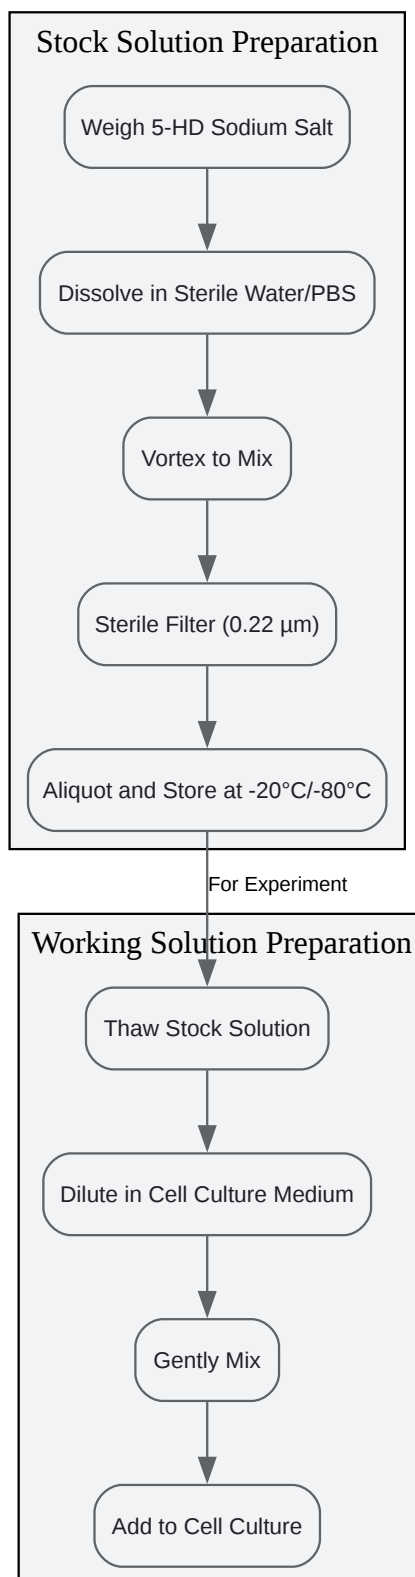 Stock Solution Preparation
Weigh 5-HD Sodium Salt
Dissolve in Sterile Water/PBS
Vortex to Mix
Sterile Filter (0.22 µm)
Aliquot and Store at -20°C/-80°C
For Experiment
Working Solution Preparation
Thaw Stock Solution
Dilute in Cell Culture Medium
Gently Mix
Add to Cell Culture